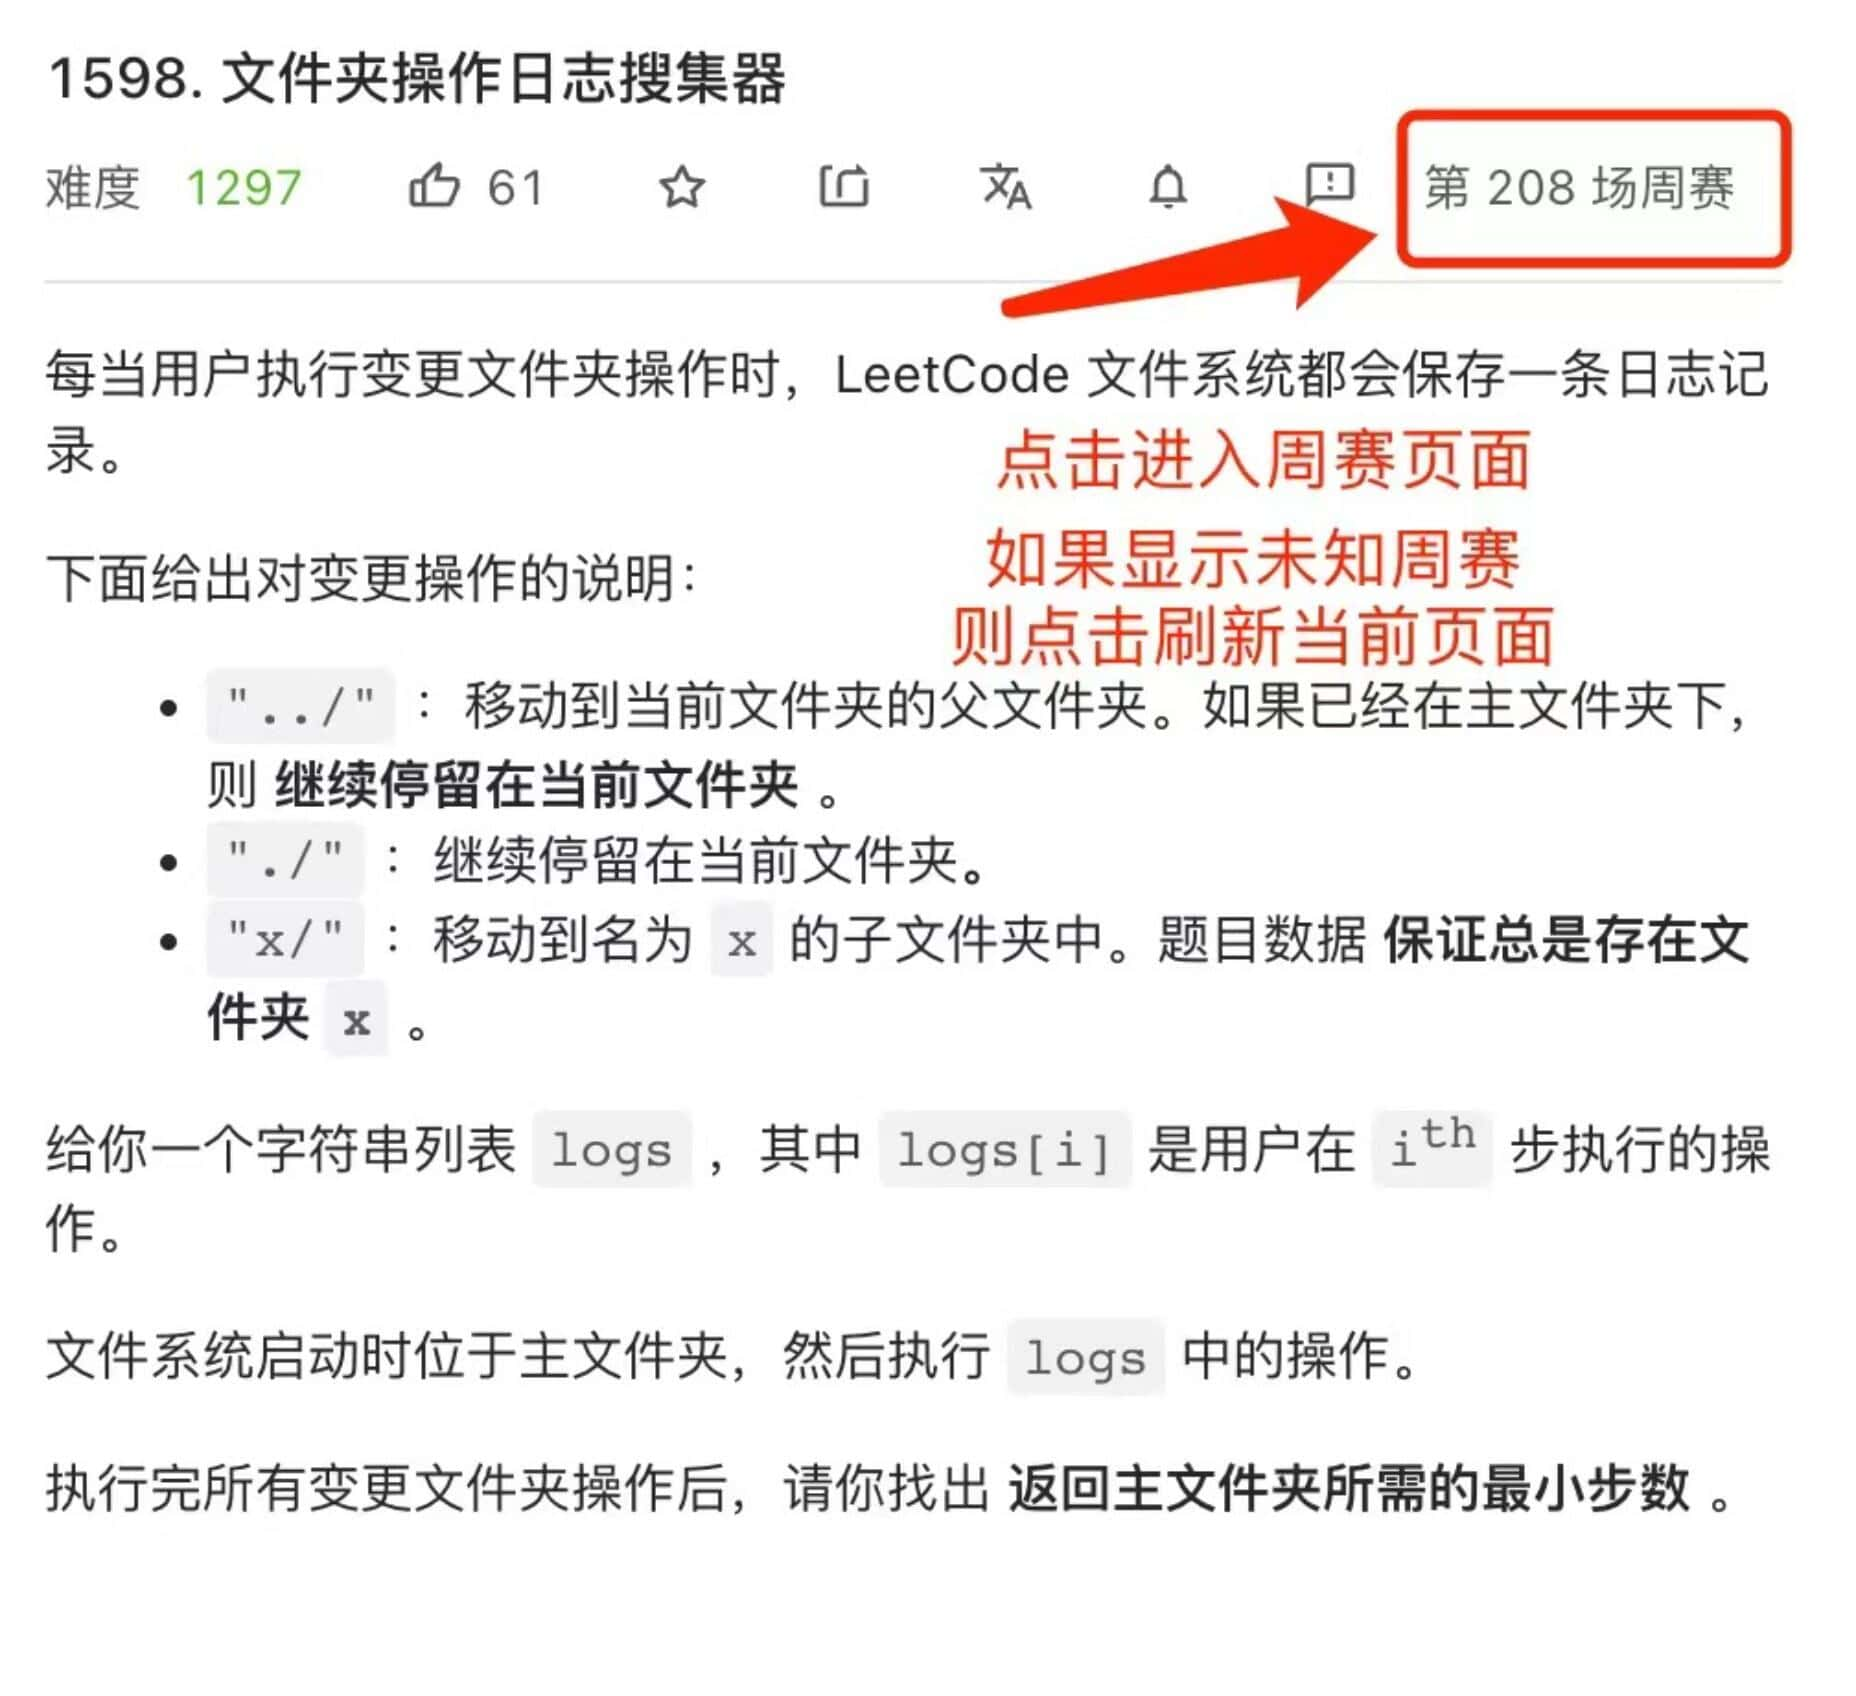 1598. 文件夹操作日志搜集器
难度 1297 61 第 208 场周赛
每当用户执行变更文件夹操作时，LeetCode 文件系统都会保存一条日志记
录。
点击进入周赛页面
如果显示未知周赛
则点击刷新当前页面
下面给出对变更操作的说明：
• "../" ：移动到当前文件夹的父文件夹。如果已经在主文件夹下，
则 继续停留在当前文件夹 。
• "./" ：继续停留在当前文件夹。
• "x/" ：移动到名为 x 的子文件夹中。题目数据 保证总是存在文
件夹 x 。
给你一个字符串列表 logs ，其中 logs[i] 是用户在 iᵗʰ 步执行的操
作。
文件系统启动时位于主文件夹，然后执行 logs 中的操作。
执行完所有变更文件夹操作后，请你找出 返回主文件夹所需的最小步数 。